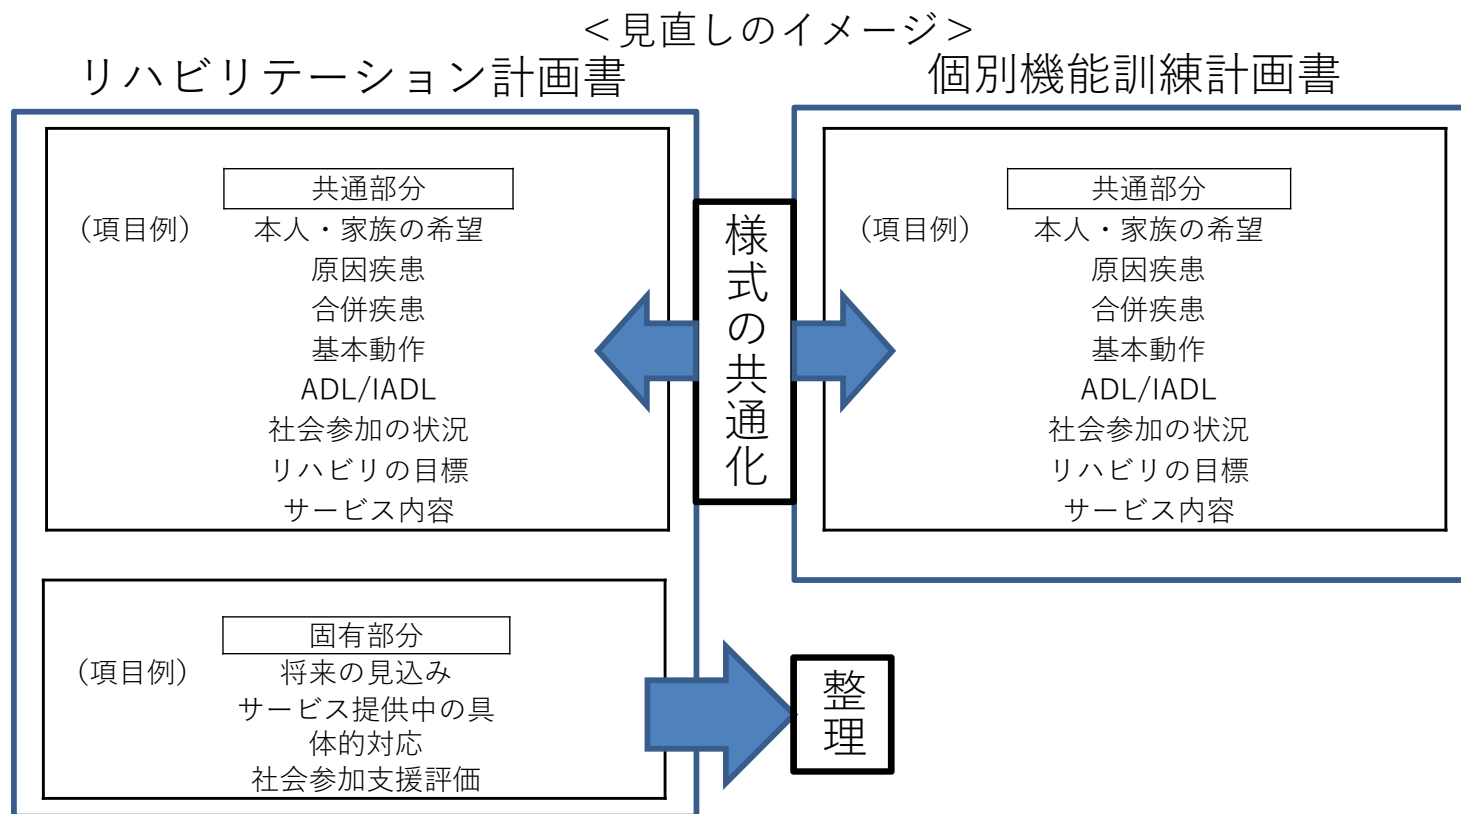 ＜見直しのイメージ＞
リハビリテーション計画書
共通部分
（項目例）
本人・家族の希望
原因疾患
合併疾患
基本動作
ADL/IADL
社会参加の状況
リハビリの目標
サービス内容
固有部分
（項目例）
将来の見込み
サービス提供中の具
体的対応
社会参加支援評価
様式の共通化
整理
個別機能訓練計画書
共通部分
（項目例）
本人・家族の希望
原因疾患
合併疾患
基本動作
ADL/IADL
社会参加の状況
リハビリの目標
サービス内容